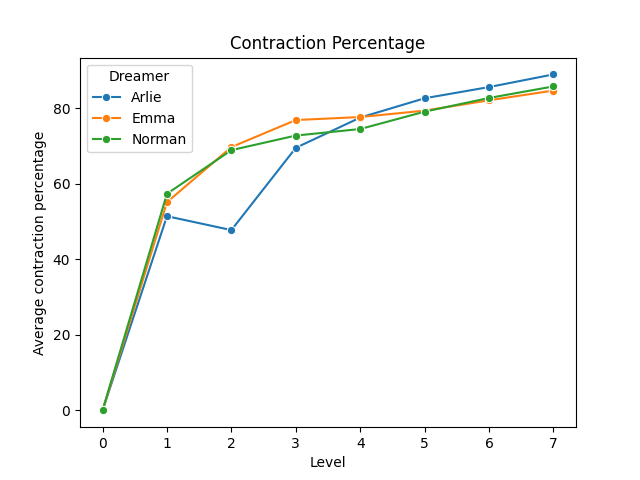 Contraction Percentage
Dreamer
Arlie
Emma
Norman
Average contraction percentage
80
60
40
20
0
0 1 2 3 4 5 6 7
Level